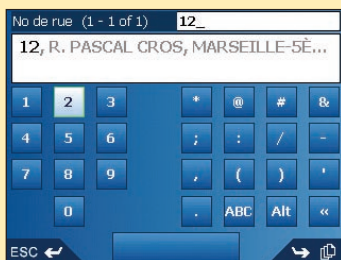 No de rue (1 - 1 of 1) 12_
12, R. PASCAL CROS, MARSEILLE-5È...
1 2 3 * @ # &
4 5 6 ; : / -
7 8 9 , ( ) '
0 . ABC Alt «
ESC